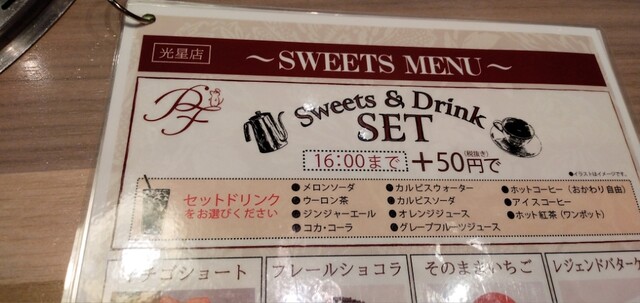 光星店
～SWEETS MENU～
BF
Sweets & Drink
SET
16:00まで +50円(税抜き)で
●イラストはイメージです。
セットドリンク
をお選びください
●メロンソーダ
●ウーロン茶
●ジンジャーエール
●コカ・コーラ
●カルピスウォーター
●カルピスソーダ
●オレンジジュース
●グレープフルーツジュース
●ホットコーヒー（おかわり自由）
●アイスコーヒー
●ホット紅茶（ワンポット）
イチゴショート
フレールショコラ
そのままいちご
レジェンドバターケ